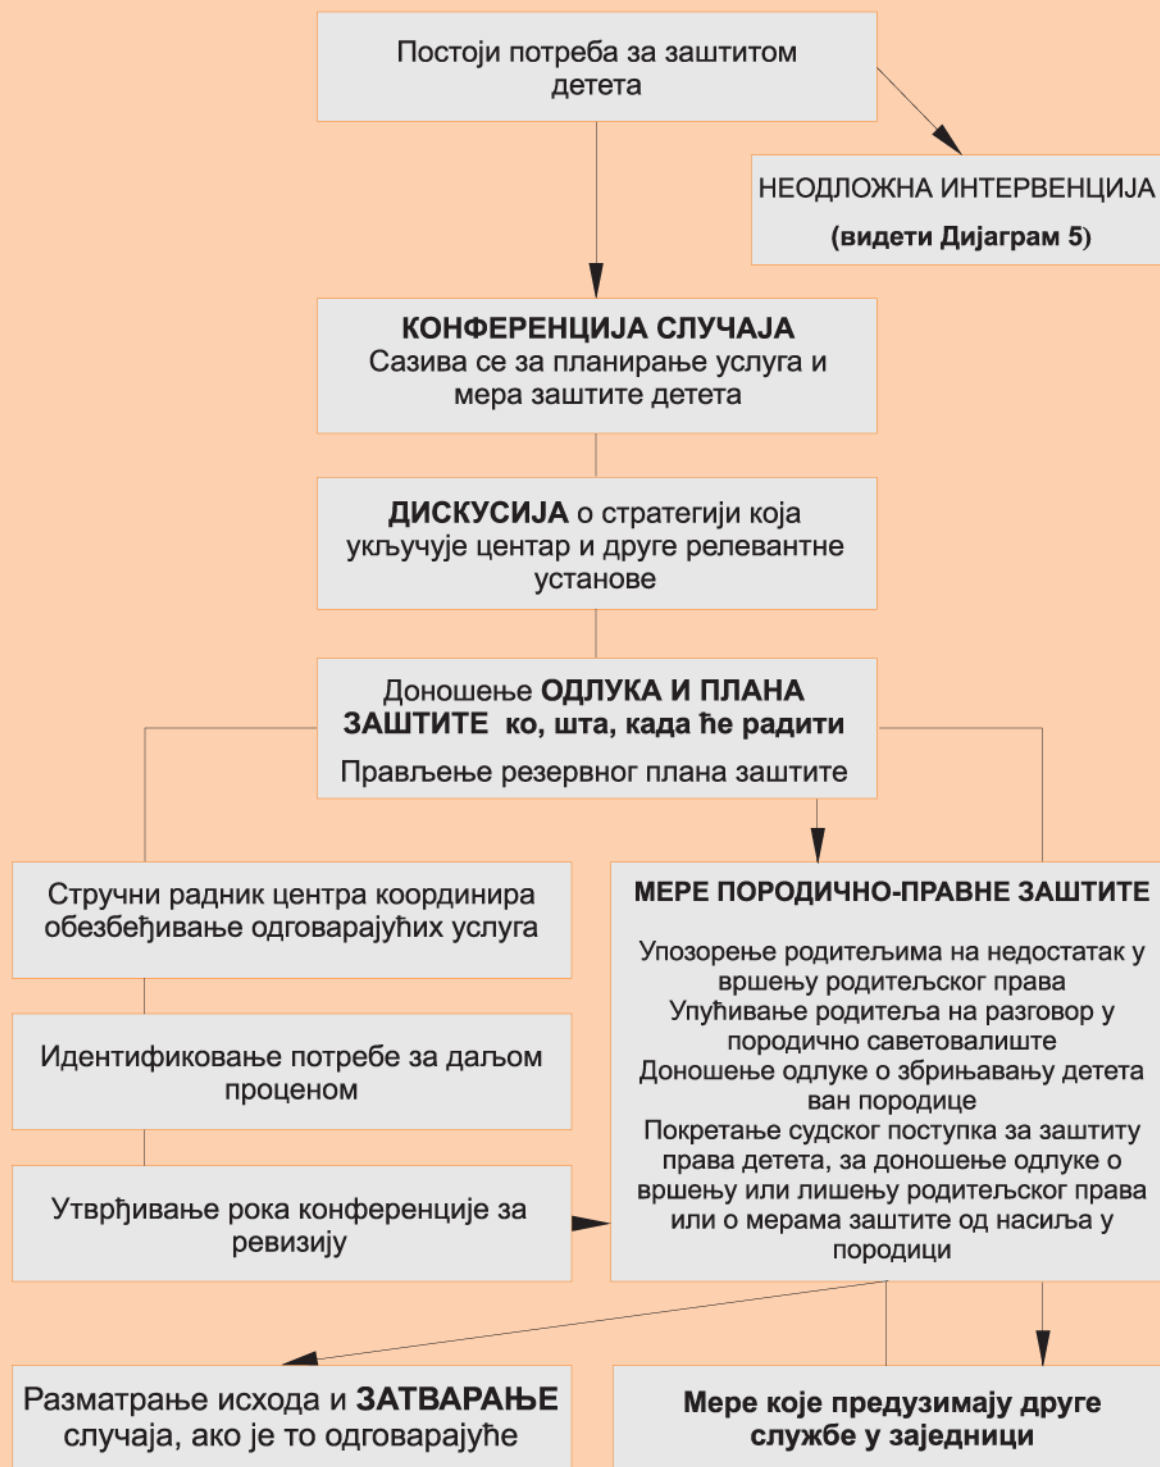 Постоји потреба за заштитом
детета
НЕОДЛОЖНА ИНТЕРВЕНЦИЈА
(видети Дијаграм 5)
КОНФЕРЕНЦИЈА СЛУЧАЈА
Сазива се за планирање услуга и
мера заштите детета
ДИСКУСИЈА о стратегији која
укључује центар и друге релевантне
установе
Доношење ОДЛУКА И ПЛАНА
ЗАШТИТЕ ко, шта, када ће радити
Прављење резервног плана заштите
Стручни радник центра координира
обезбеђивање одговарајућих услуга
Идентификовање потребе за даљом
проценом
Утврђивање рока конференције за
ревизију
МЕРЕ ПОРОДИЧНО-ПРАВНЕ ЗАШТИТЕ
Упозорење родитељима на недостатак у
вршењу родитељског права
Упућивање родитеља на разговор у
породично саветовалиште
Доношење одлуке о збрињавању детета
ван породице
Покретање судског поступка за заштиту
права детета, за доношење одлуке о
вршењу или лишењу родитељског права
или о мерама заштите од насиља у
породици
Разматрање исхода и ЗАТВАРАЊЕ
случаја, ако је то одговарајуће
Мере које предузимају друге
службе у заједници